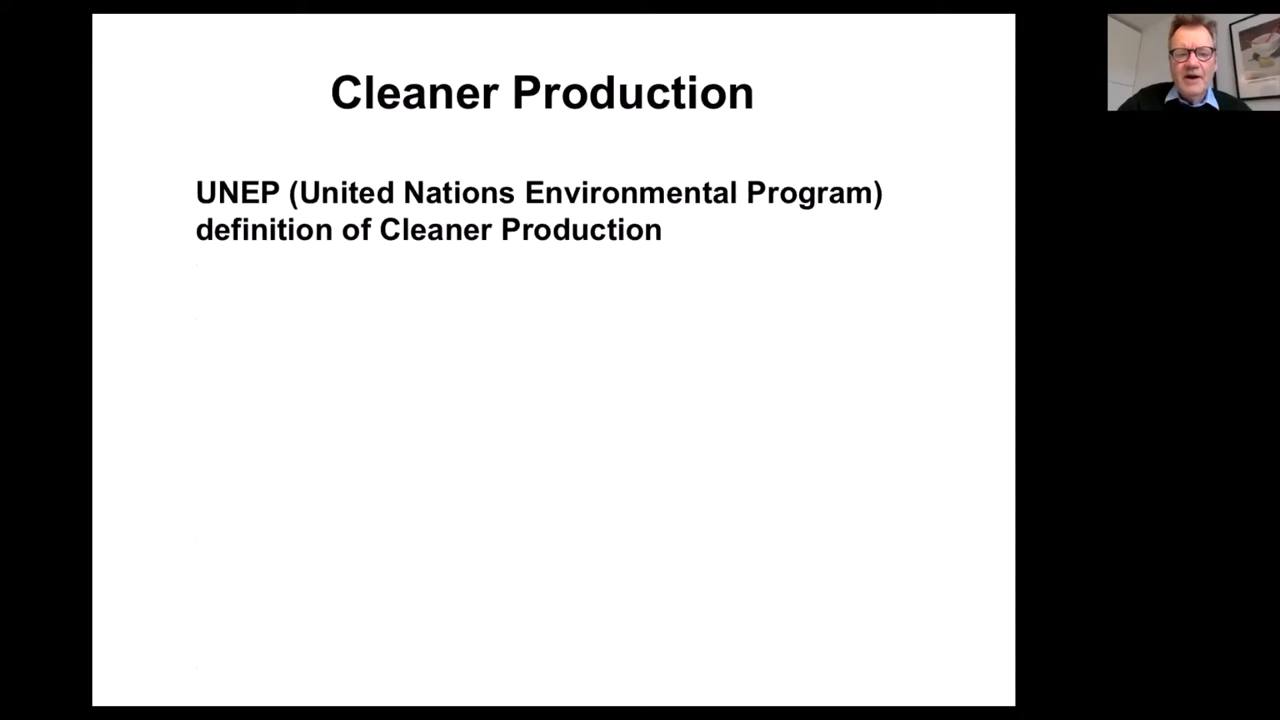 Cleaner Production
UNEP (United Nations Environmental Program)
definition of Cleaner Production